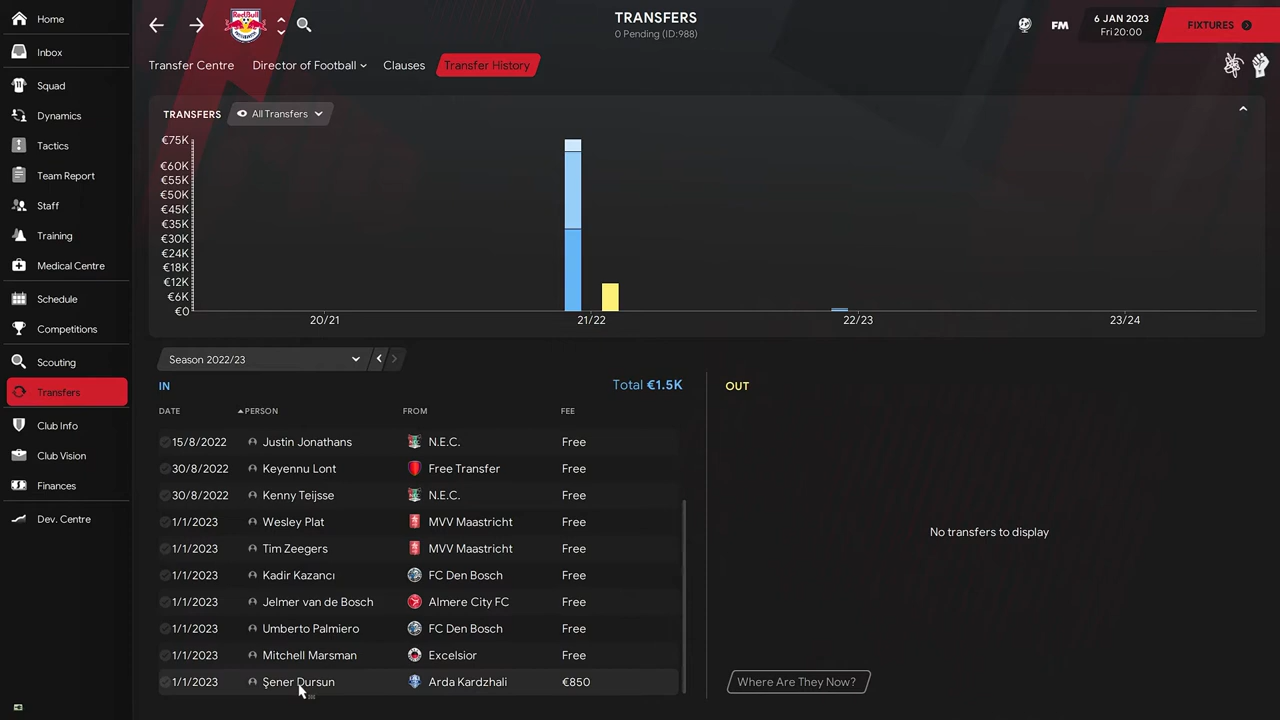 Home
Inbox
Squad
Dynamics
Tactics
Team Report
Staff
Training
Medical Centre
Schedule
Competitions
Scouting
Transfers
Club Info
Club Vision
Finances
Dev. Centre
TRANSFERS
0 Pending (ID:988)
FM
6 JAN 2023
Fri 20:00
FIXTURES
Transfer Centre
Director of Football
Clauses
Transfer History
TRANSFERS
All Transfers
€75K
€60K
€55K
€50K
€45K
€35K
€30K
€24K
€18K
€12K
€6K
€0
20/21 21/22 22/23 23/24
Season 2022/23
IN Total €1.5K
DATE PERSON FROM FEE
15/8/2022 Justin Jonathans N.E.C. Free
30/8/2022 Keyennu Lont Free Transfer Free
30/8/2022 Kenny Teijsse N.E.C. Free
1/1/2023 Wesley Plat MVV Maastricht Free
1/1/2023 Tim Zeegers MVV Maastricht Free
1/1/2023 Kadir Kazancı FC Den Bosch Free
1/1/2023 Jelmer van de Bosch Almere City FC Free
1/1/2023 Umberto Palmiero FC Den Bosch Free
1/1/2023 Mitchell Marsman Excelsior Free
1/1/2023 Şener Dursun Arda Kardzhali €850
OUT
No transfers to display
Where Are They Now?